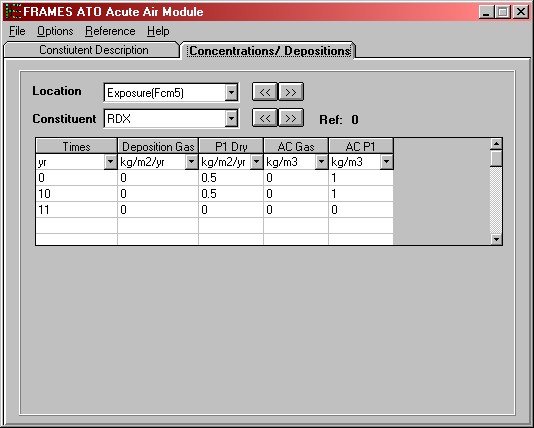 FRAMES ATO Acute Air Module
File Options Reference Help
Constiutent Description Concentrations/ Depositions
Location Exposure(Fcm5) << >>
Constituent RDX << >> Ref: 0
Times Deposition Gas P1 Dry AC Gas AC P1
yr kg/m2/yr kg/m2/yr kg/m3 kg/m3
0 0 0.5 0 1
10 0 0.5 0 1
11 0 0 0 0